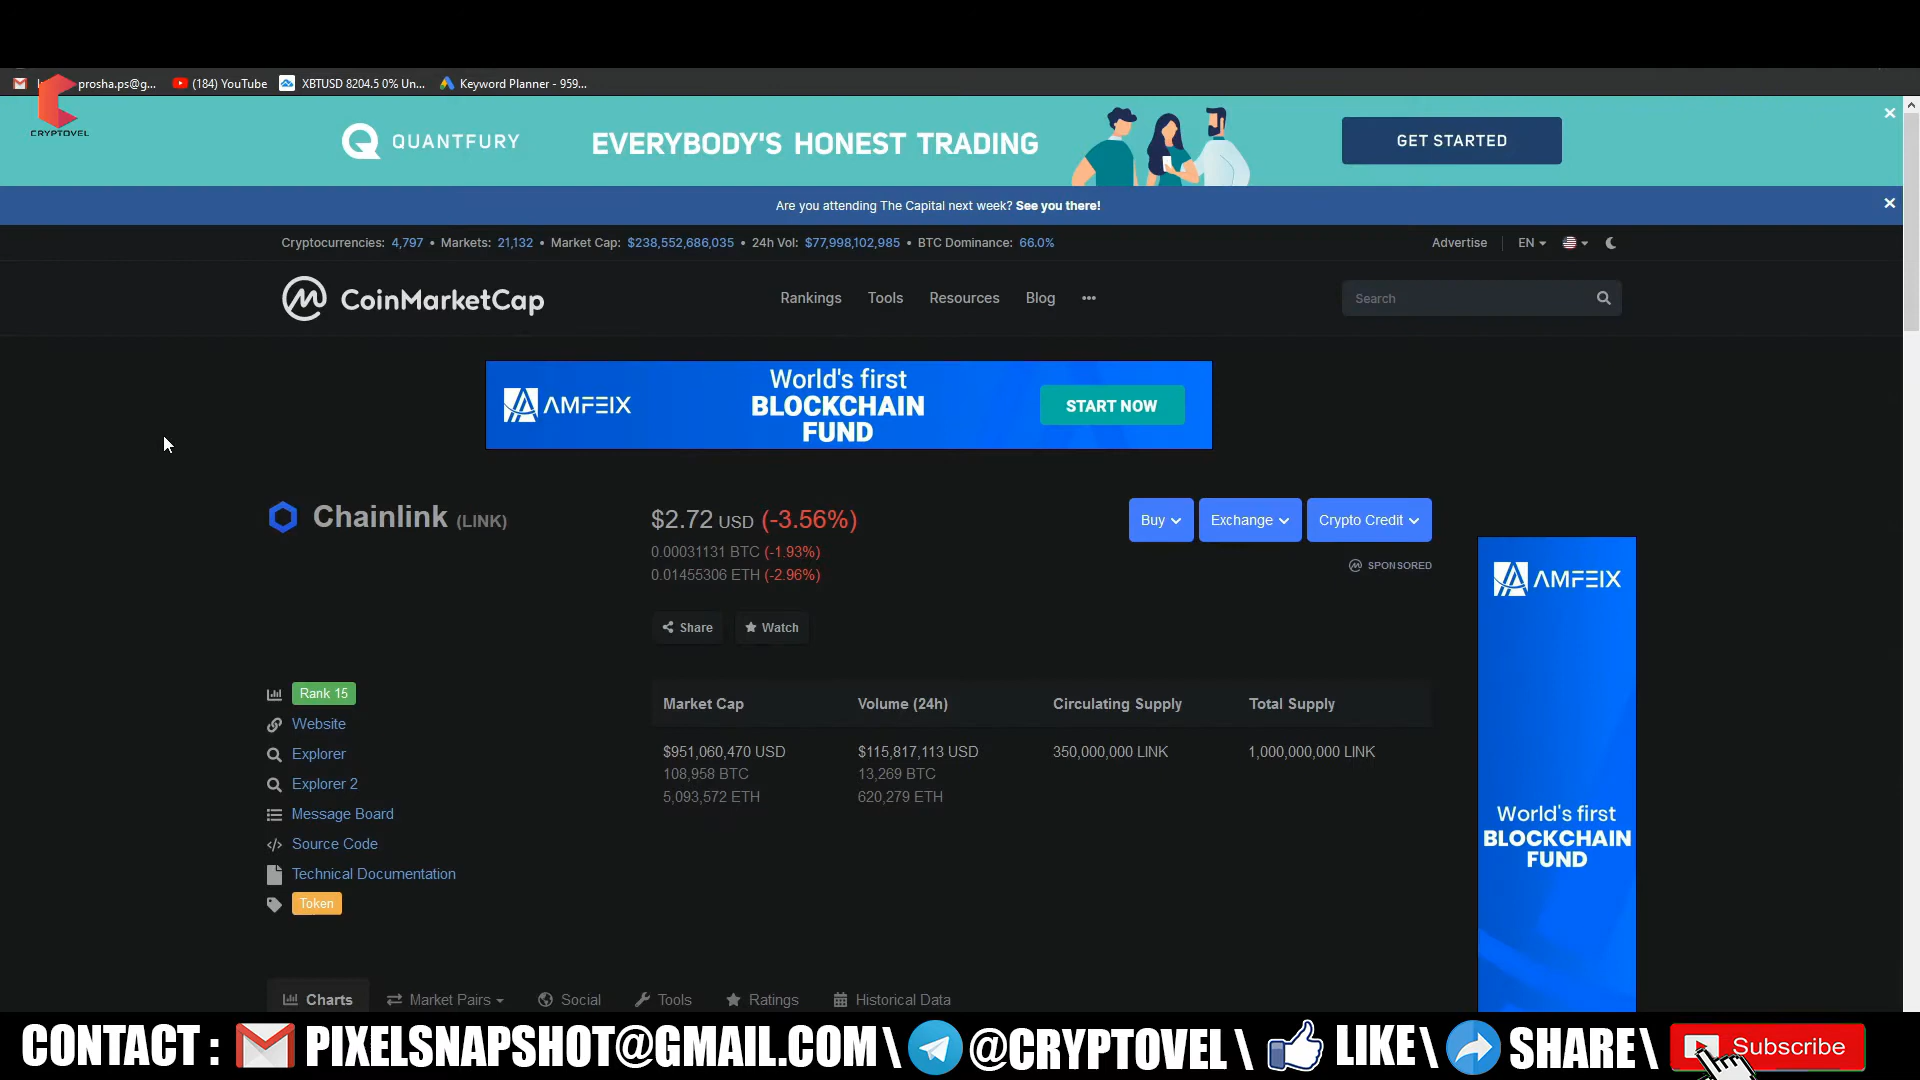 prosha.ps@g...
(184) YouTube
XBTUSD 8204.5 0% Un...
Keyword Planner - 959...
CRYPTOVEL
QUANTFURY
EVERYBODY'S HONEST TRADING
GET STARTED
Are you attending The Capital next week? See you there!
Cryptocurrencies: 4,797 • Markets: 21,132 • Market Cap: $238,552,686,035 • 24h Vol: $77,998,102,985 • BTC Dominance: 66.0%
Advertise
EN
CoinMarketCap
Rankings
Tools
Resources
Blog
•••
Search
AMFEIX
World's first
BLOCKCHAIN
FUND
START NOW
Chainlink (LINK)
$2.72 USD (-3.56%)
0.00031131 BTC (-1.93%)
0.01455306 ETH (-2.96%)
Buy
Exchange
Crypto Credit
SPONSORED
Share
Watch
Rank 15
Website
Explorer
Explorer 2
Message Board
Source Code
Technical Documentation
Token
Market Cap
Volume (24h)
Circulating Supply
Total Supply
$951,060,470 USD
$115,817,113 USD
350,000,000 LINK
1,000,000,000 LINK
108,958 BTC
13,269 BTC
5,093,572 ETH
620,279 ETH
AMFEIX
World's first
BLOCKCHAIN
FUND
Charts
Market Pairs
Social
Tools
Ratings
Historical Data
CONTACT : PIXELSNAPSHOT@GMAIL.COM \ @CRYPTOVEL \ LIKE \ SHARE \ Subscribe